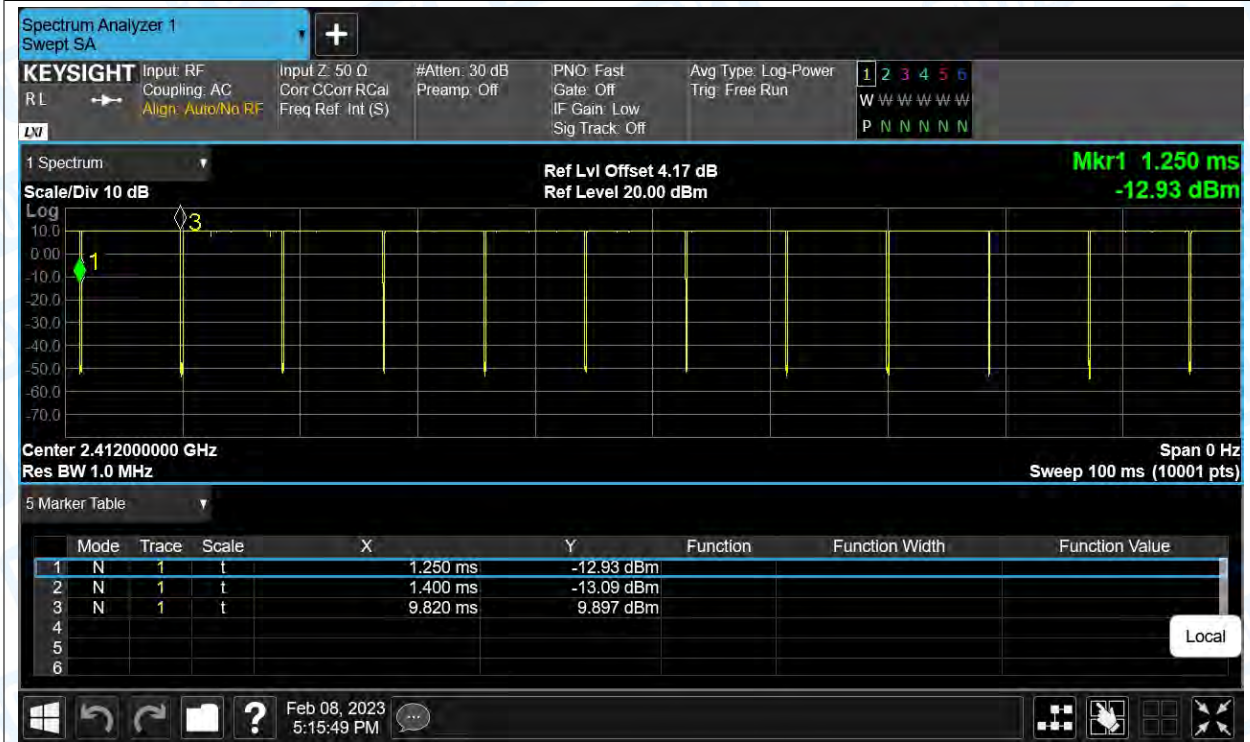 Spectrum Analyzer 1
Swept SA
+
KEYSIGHT Input: RF Input Z: 50 Ω #Atten: 30 dB PNO: Fast Avg Type: Log-Power 1 2 3 4 5 6
RL Coupling: AC Corr CCorr RCal Preamp: Off Gate: Off Trig: Free Run W W W W W W
Align: Auto/No RF Freq Ref: Int (S) IF Gain: Low
LXI Sig Track: Off P N N N N N
1 Spectrum Ref Lvl Offset 4.17 dB Mkr1 1.250 ms
Scale/Div 10 dB Ref Level 20.00 dBm -12.93 dBm
Log
3
10.0
0.00
1
-10.0
-20.0
-30.0
-40.0
-50.0
-60.0
-70.0
Center 2.412000000 GHz Span 0 Hz
Res BW 1.0 MHz Sweep 100 ms (10001 pts)
5 Marker Table
Mode Trace Scale X Y Function Function Width Function Value
1 N 1 t 1.250 ms -12.93 dBm
2 N 1 t 1.400 ms -13.09 dBm
3 N 1 t 9.820 ms 9.897 dBm
4
5
6
Local
? Feb 08, 2023
5:15:49 PM